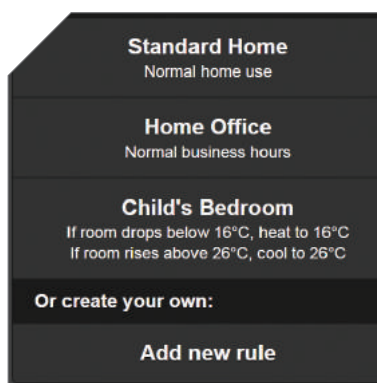 Standard Home
Normal home use
Home Office
Normal business hours
Child's Bedroom
If room drops below 16°C, heat to 16°C
If room rises above 26°C, cool to 26°C
Or create your own:
Add new rule